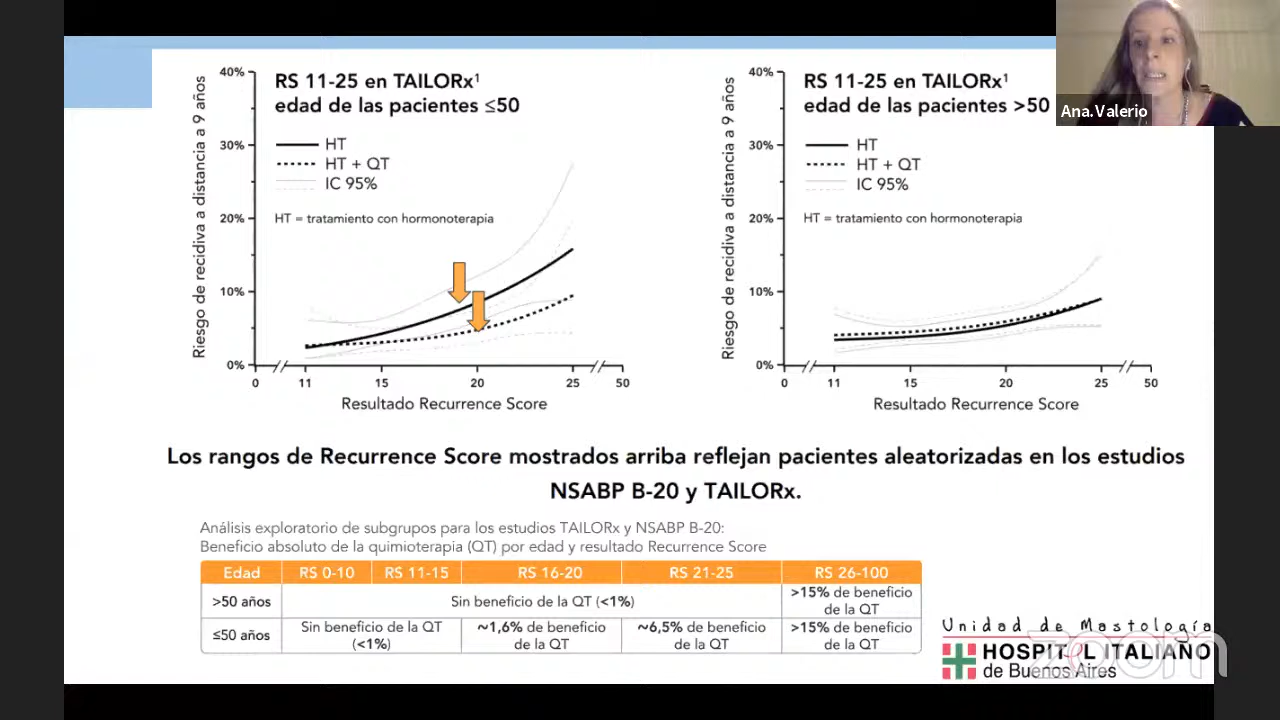 RS 11-25 en TAILORx¹
edad de las pacientes ≤50
HT
HT + QT
IC 95%
HT = tratamiento con hormonoterapia
Riesgo de recidiva a distancia a 9 años
40%
30%
20%
10%
0%
0 11 15 20 25 50
Resultado Recurrence Score
RS 11-25 en TAILORx¹
edad de las pacientes >50
HT
HT + QT
IC 95%
HT = tratamiento con hormonoterapia
Riesgo de recidiva a distancia a 9 años
40%
30%
20%
10%
0%
0 11 15 20 25 50
Resultado Recurrence Score
Ana.Valerio
Los rangos de Recurrence Score mostrados arriba reflejan pacientes aleatorizadas en los estudios
NSABP B-20 y TAILORx.
Análisis exploratorio de subgrupos para los estudios TAILORx y NSABP B-20:
Beneficio absoluto de la quimioterapia (QT) por edad y resultado Recurrence Score
Edad RS 0-10 RS 11-15 RS 16-20 RS 21-25 RS 26-100
>50 años Sin beneficio de la QT (<1%) >15% de beneficio
de la QT
≤50 años Sin beneficio de la QT ~1,6% de beneficio ~6,5% de beneficio >15% de beneficio
(<1%) de la QT de la QT de la QT
Unidad de Mastología
HOSPITAL ITALIANO
de Buenos Aires
zoom